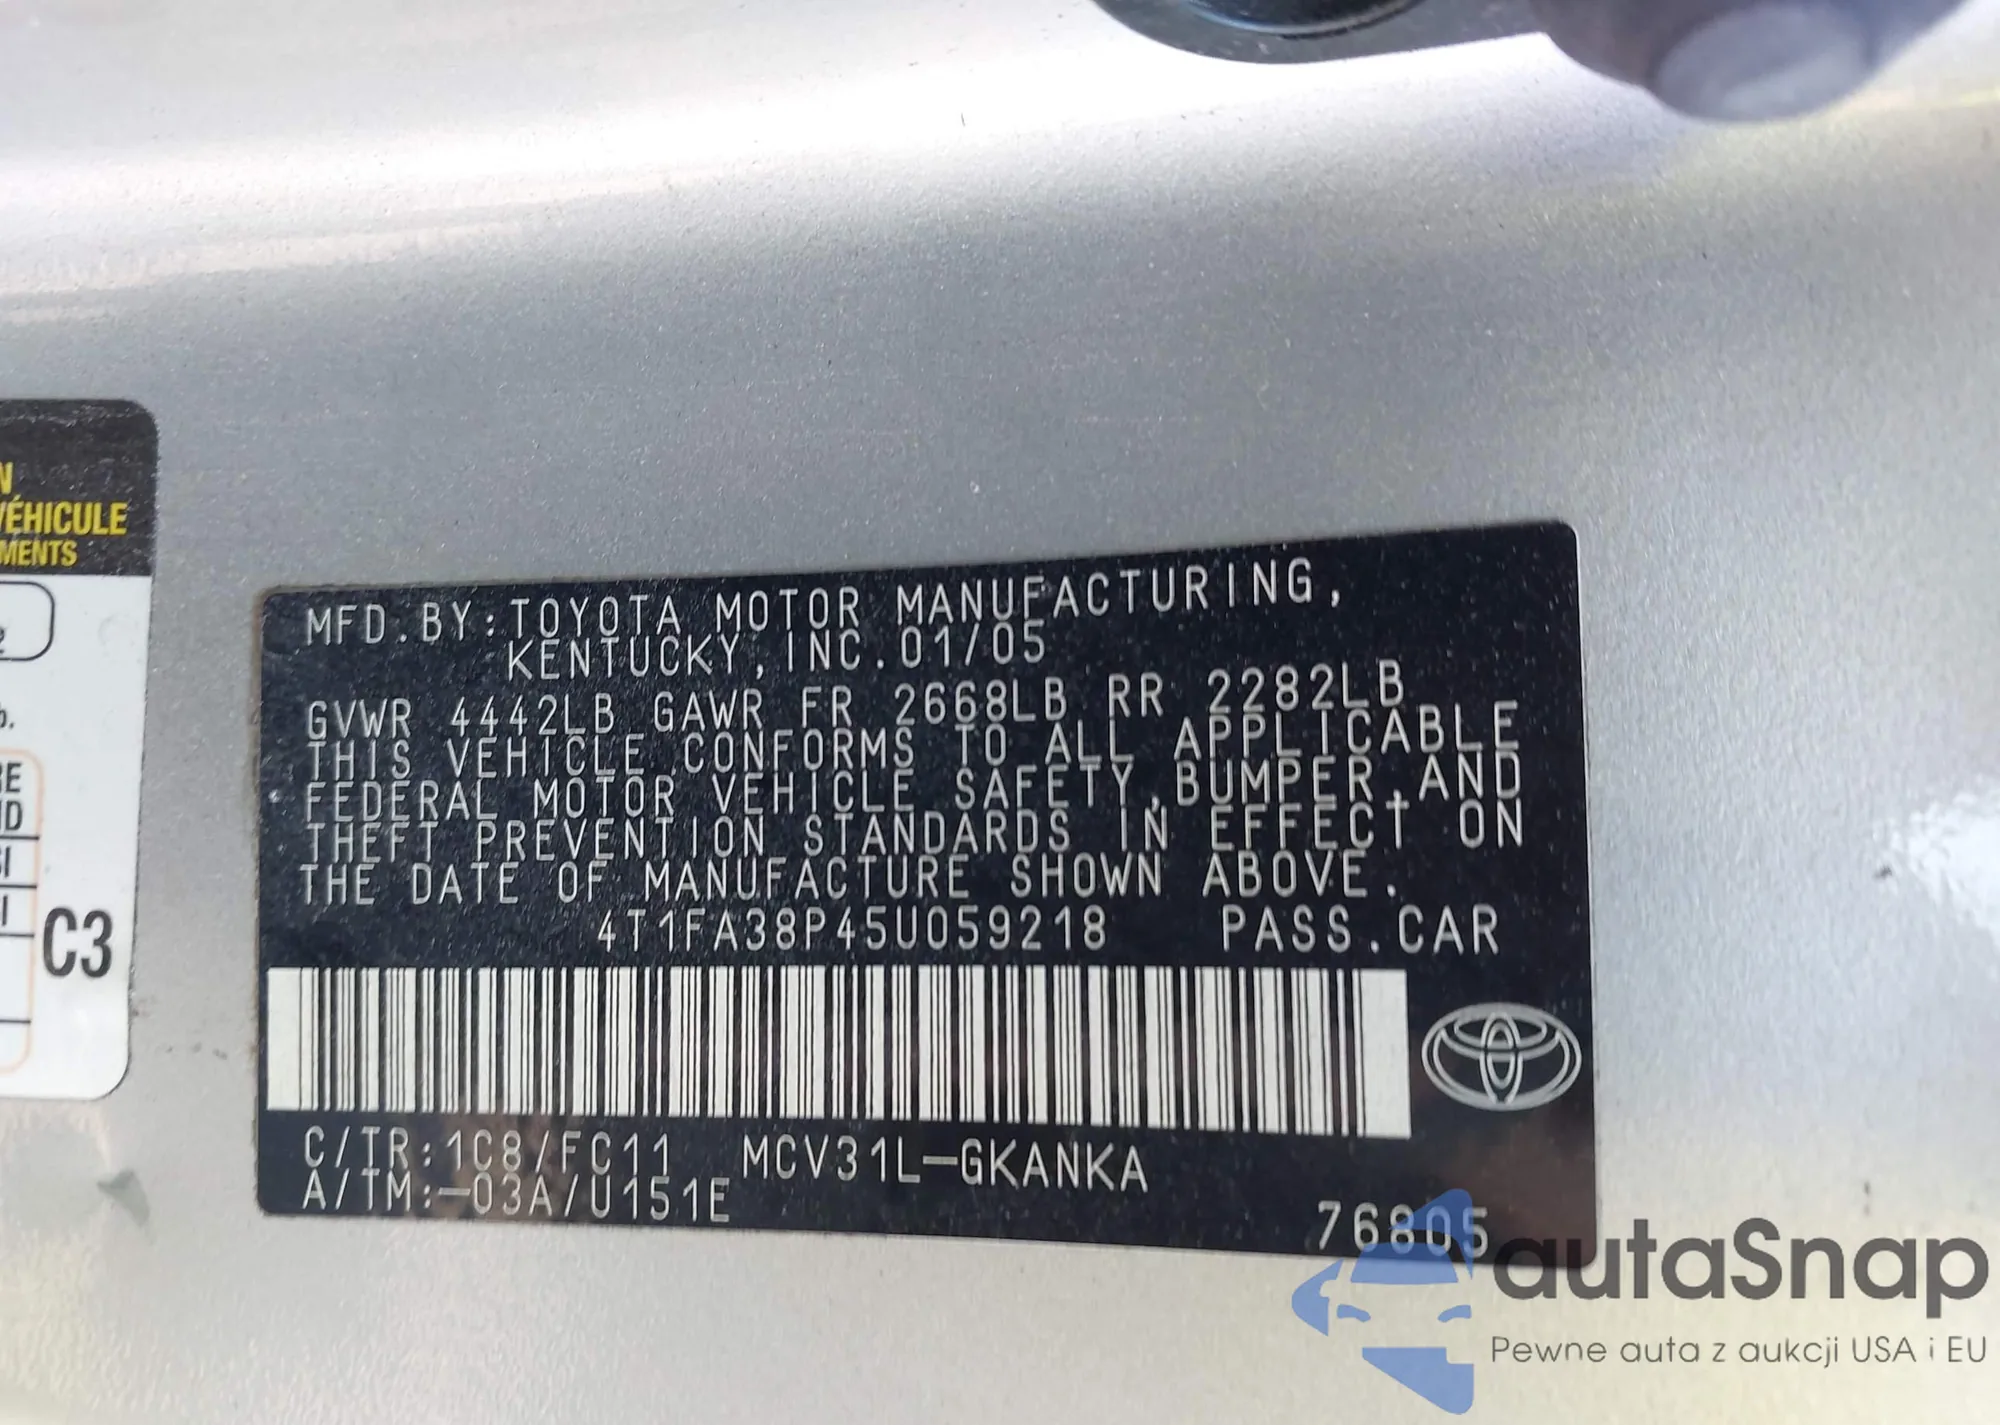 N
VÉHICULE
MENTS
b.
RE
ND
SI
I
C3
MFD.BY:TOYOTA MOTOR MANUFACTURING,
KENTUCKY,INC.01/05
GVWR 4442LB GAWR FR 2668LB RR 2282LB
THIS VEHICLE CONFORMS TO ALL APPLICABLE
FEDERAL MOTOR VEHICLE SAFETY,BUMPER,AND
THEFT PREVENTION STANDARDS IN EFFECT ON
THE DATE OF MANUFACTURE SHOWN ABOVE.
4T1FA38P45U059218 PASS.CAR
C/TR:1C8/FC11 MCV31L-GKANKA
A/TM:-03A/U151E
76805
autaSnap
Pewne auta z aukcji USA i EU